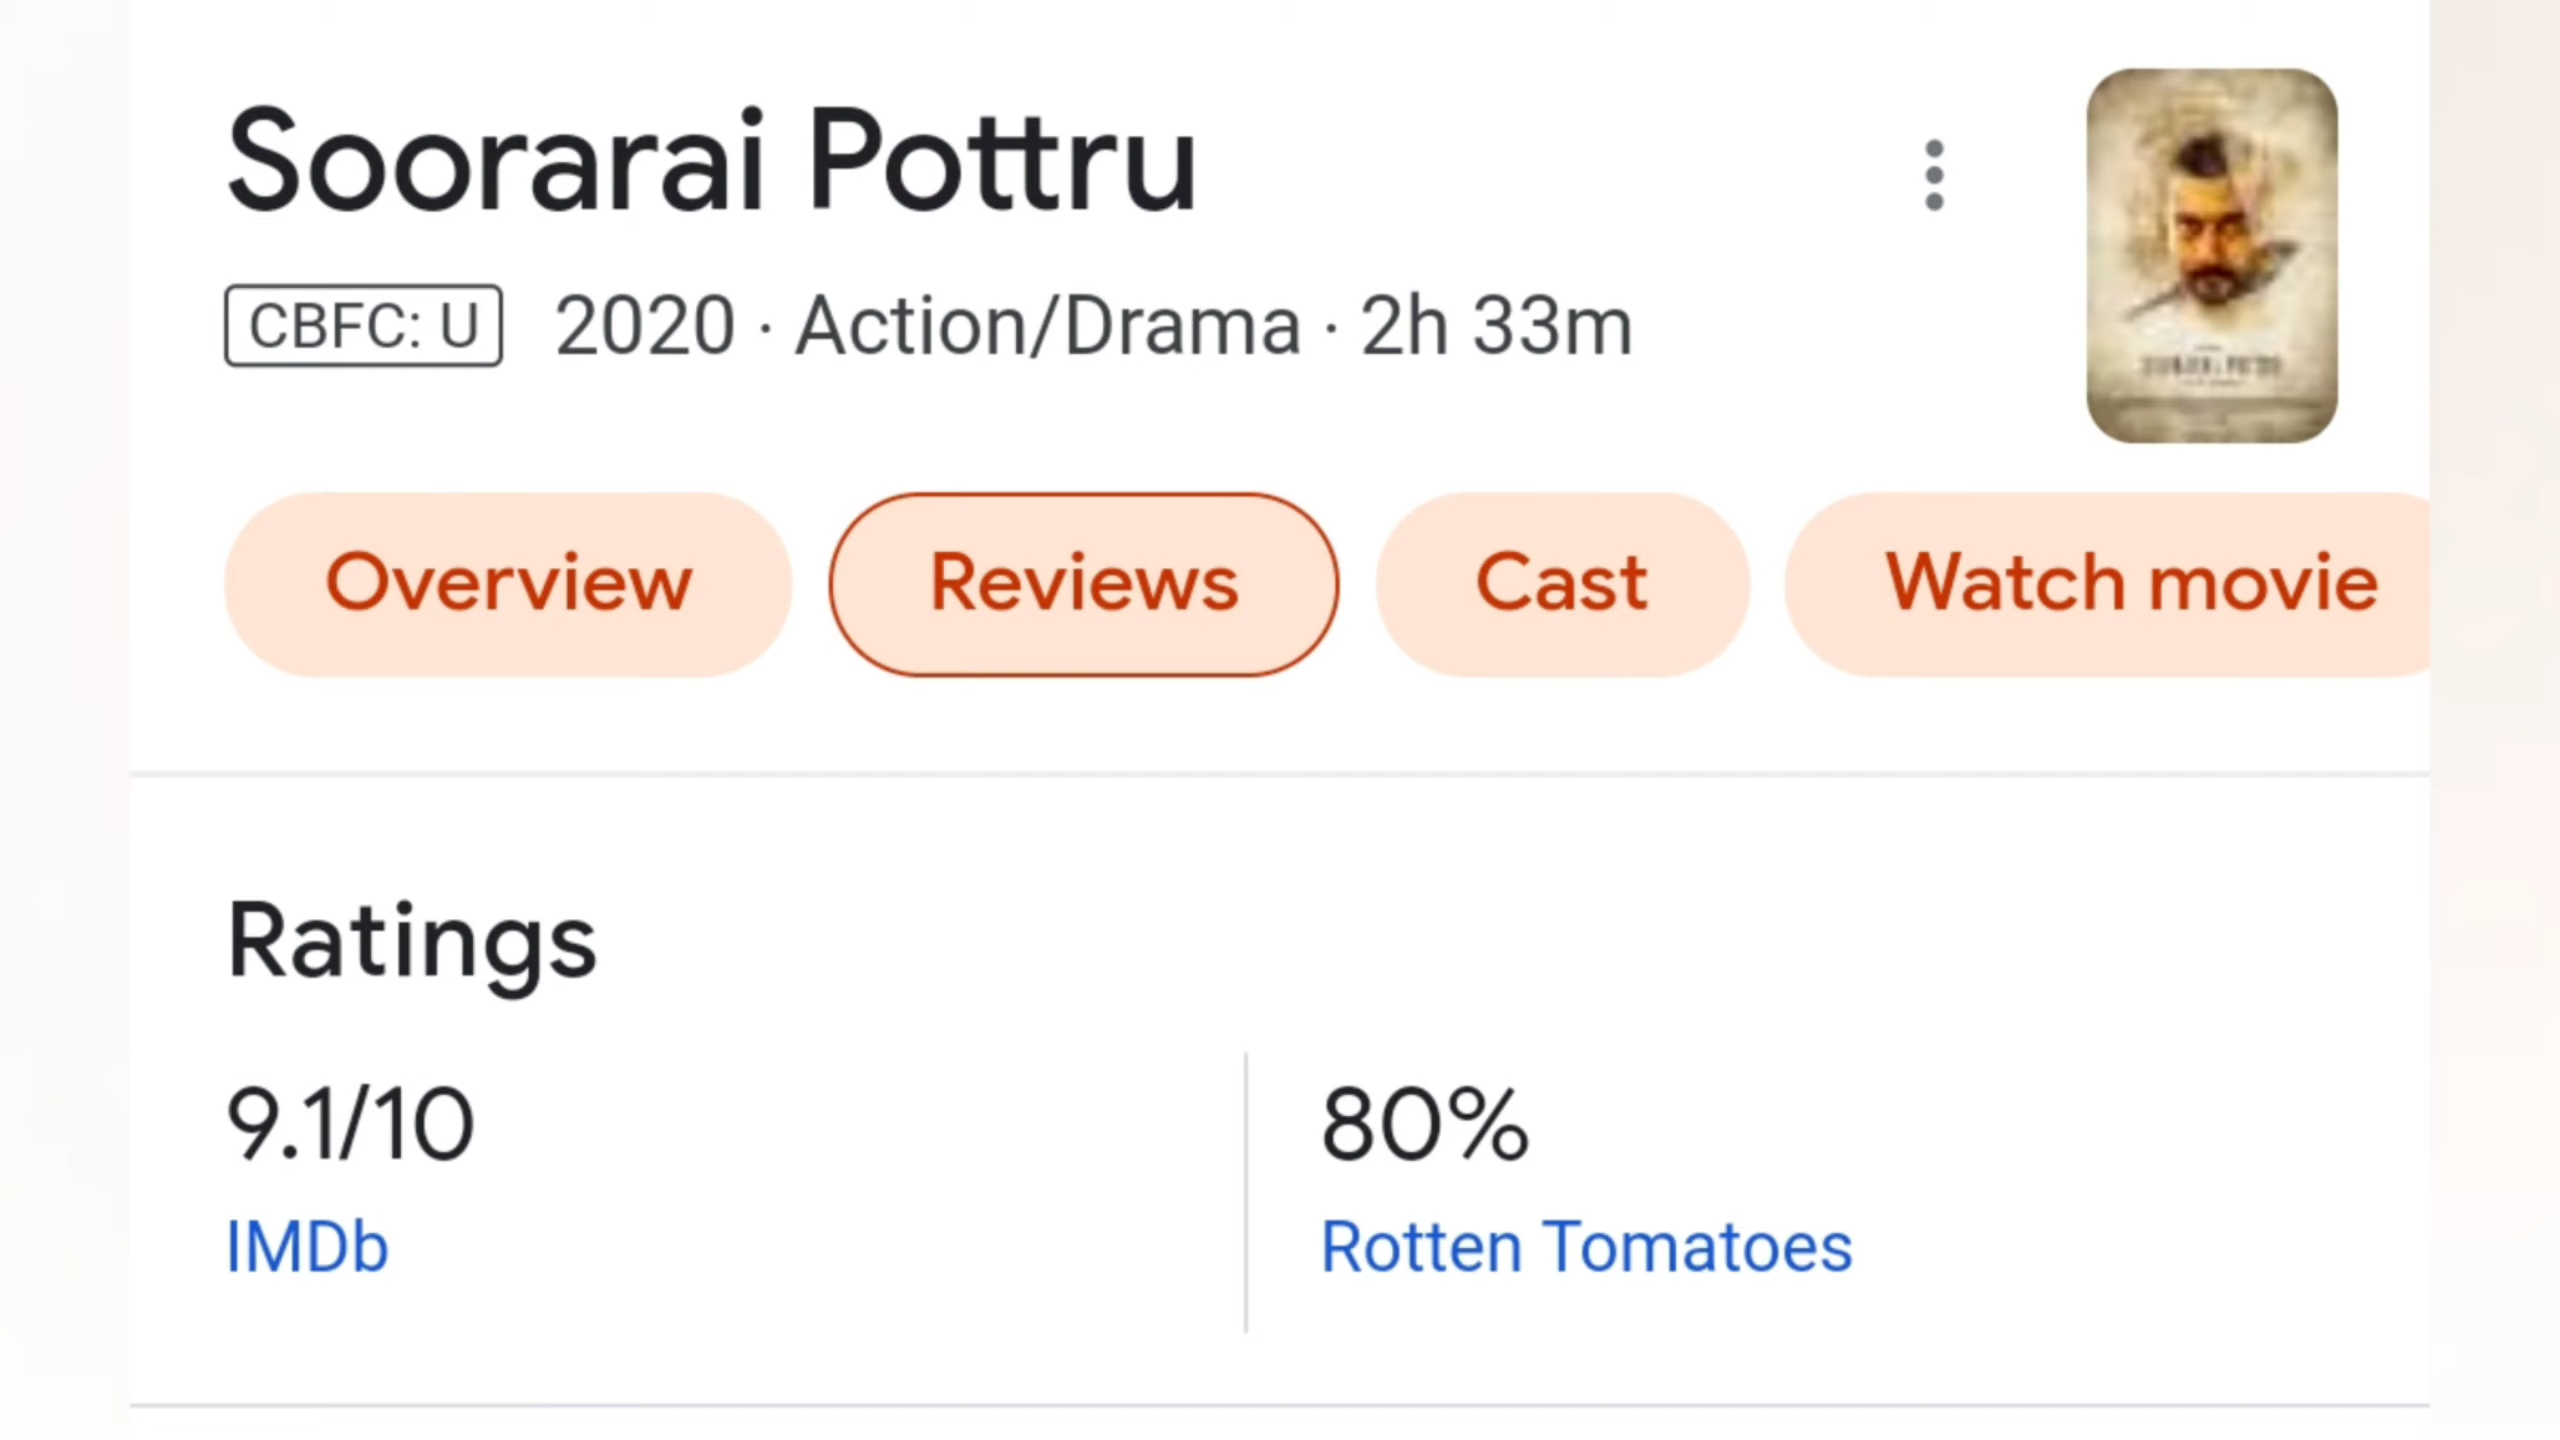 Soorarai Pottru
CBFC: U 2020 · Action/Drama · 2h 33m
Overview Reviews Cast Watch movie
Ratings
9.1/10 80%
IMDb Rotten Tomatoes